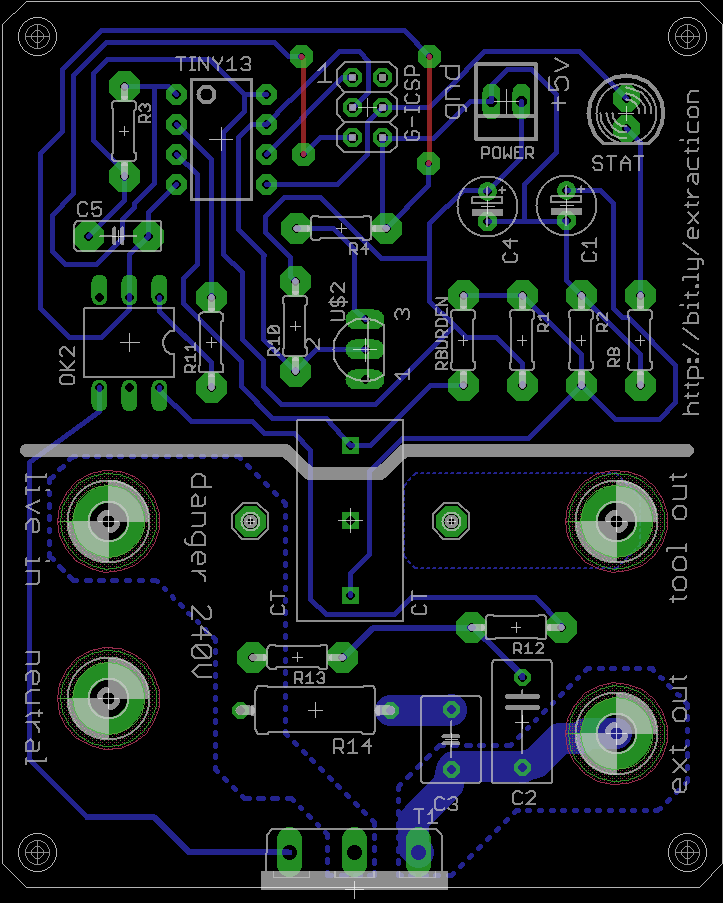 TINY13
1
G-ICSP
gnd
+5v
R3
POWER
STAT
C5
C4
C1
R4
http://bit.ly/extracticon
U$2
3
2
1
OK2
R11
R10
RBURDEN
R1
R2
RB
live in
danger 240V
tool out
CT
CT
R12
neutral
R13
R14
ext out
C3
C2
T1